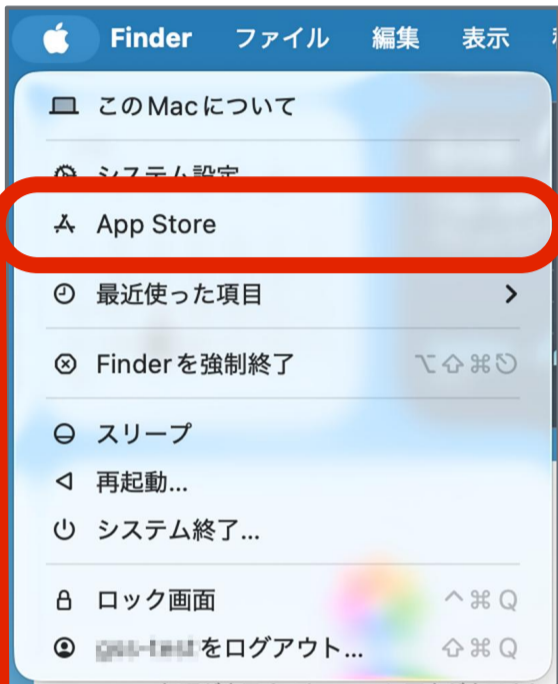 Finder ファイル 編集 表示
このMacについて
システム設定
App Store
最近使った項目
Finderを強制終了 ⌥⇧⌘⎋
スリープ
再起動...
システム終了...
ロック画面 ^⌘Q
をログアウト... ⇧⌘Q